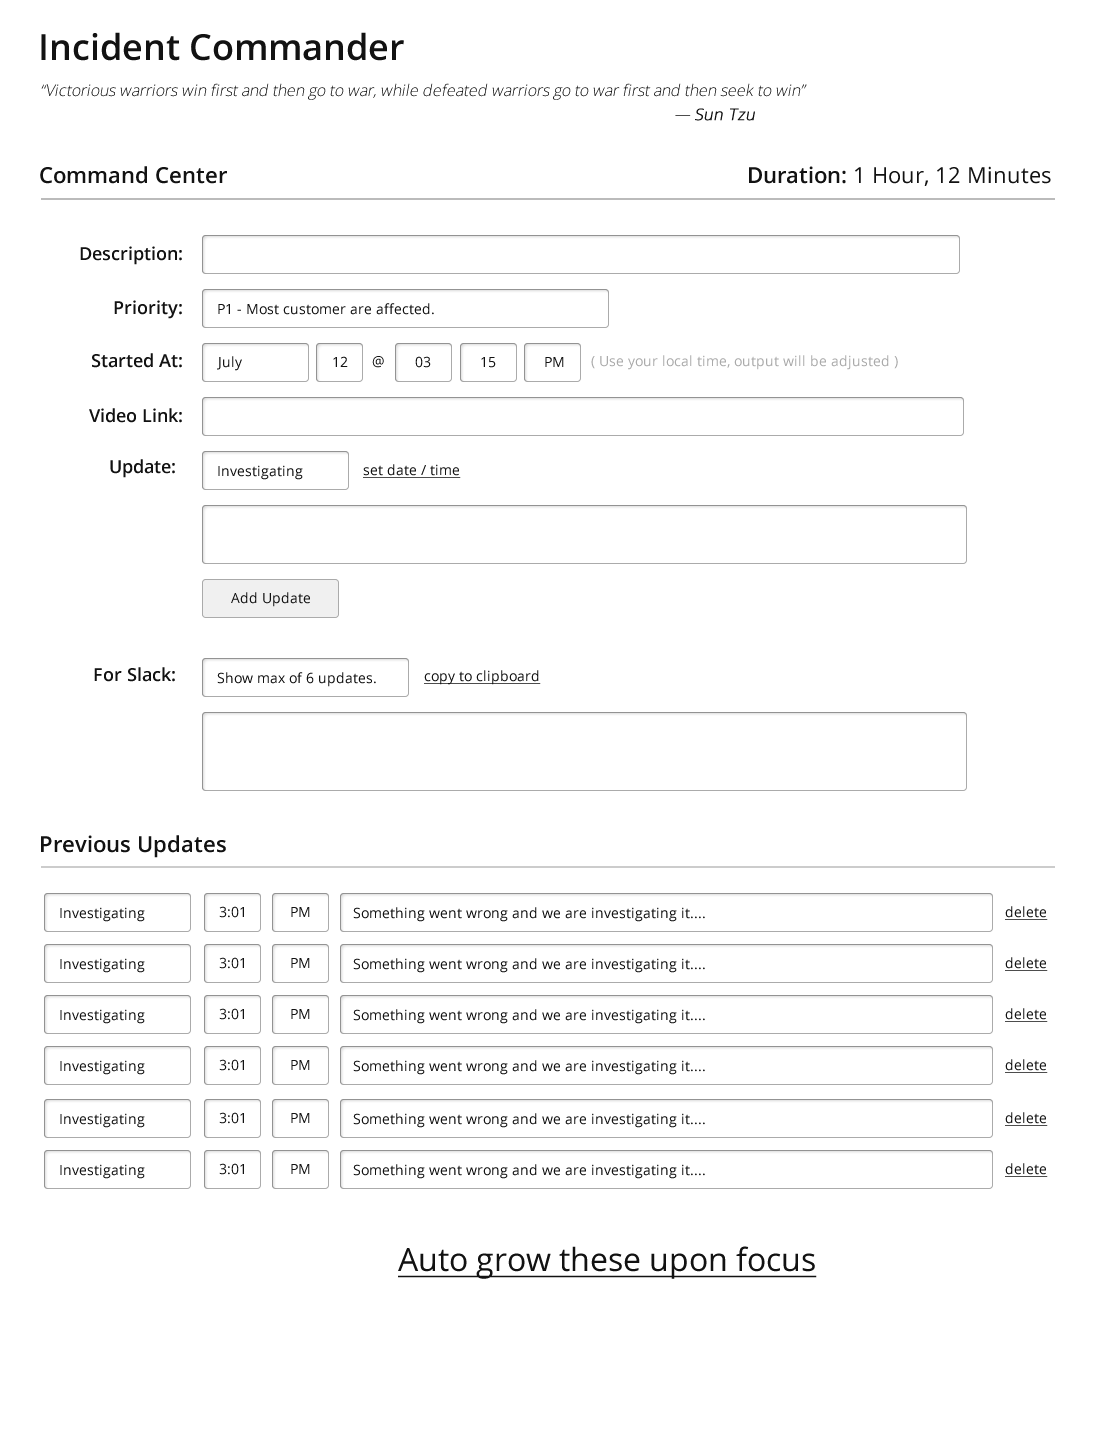 Incident Commander
“Victorious warriors win first and then go to war, while defeated warriors go to war first and then seek to win”
— Sun Tzu
Command Center Duration: 1 Hour, 12 Minutes
Description:
Priority: P1 - Most customer are affected.
Started At: July 12 @ 03 15 PM ( Use your local time, output will be adjusted )
Video Link:
Update: Investigating set date / time
Add Update
For Slack: Show max of 6 updates. copy to clipboard
Previous Updates
Investigating 3:01 PM Something went wrong and we are investigating it.... delete
Investigating 3:01 PM Something went wrong and we are investigating it.... delete
Investigating 3:01 PM Something went wrong and we are investigating it.... delete
Investigating 3:01 PM Something went wrong and we are investigating it.... delete
Investigating 3:01 PM Something went wrong and we are investigating it.... delete
Investigating 3:01 PM Something went wrong and we are investigating it.... delete
Auto grow these upon focus